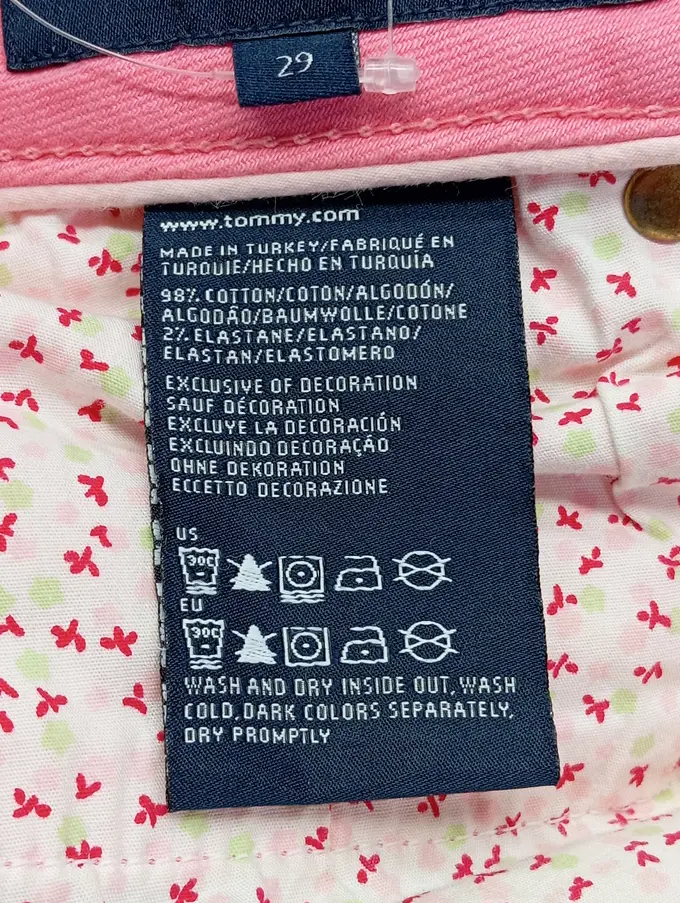 29
www.tommy.com
MADE IN TURKEY/FABRIQUÉ EN
TURQUIE/HECHO EN TURQUIA
98% COTTON/COTON/ALGODÓN/
ALGODÃO/BAUMWOLLE/COTONE
2% ELASTANE/ELASTANO/
ELASTAN/ELASTOMERO
EXCLUSIVE OF DECORATION
SAUF DÉCORATION
EXCLUYE LA DECORACIÓN
EXCLUINDO DECORAÇÃO
OHNE DEKORATION
ECCETTO DECORAZIONE
US
30C
EU
30C
WASH AND DRY INSIDE OUT, WASH
COLD, DARK COLORS SEPARATELY,
DRY PROMPTLY